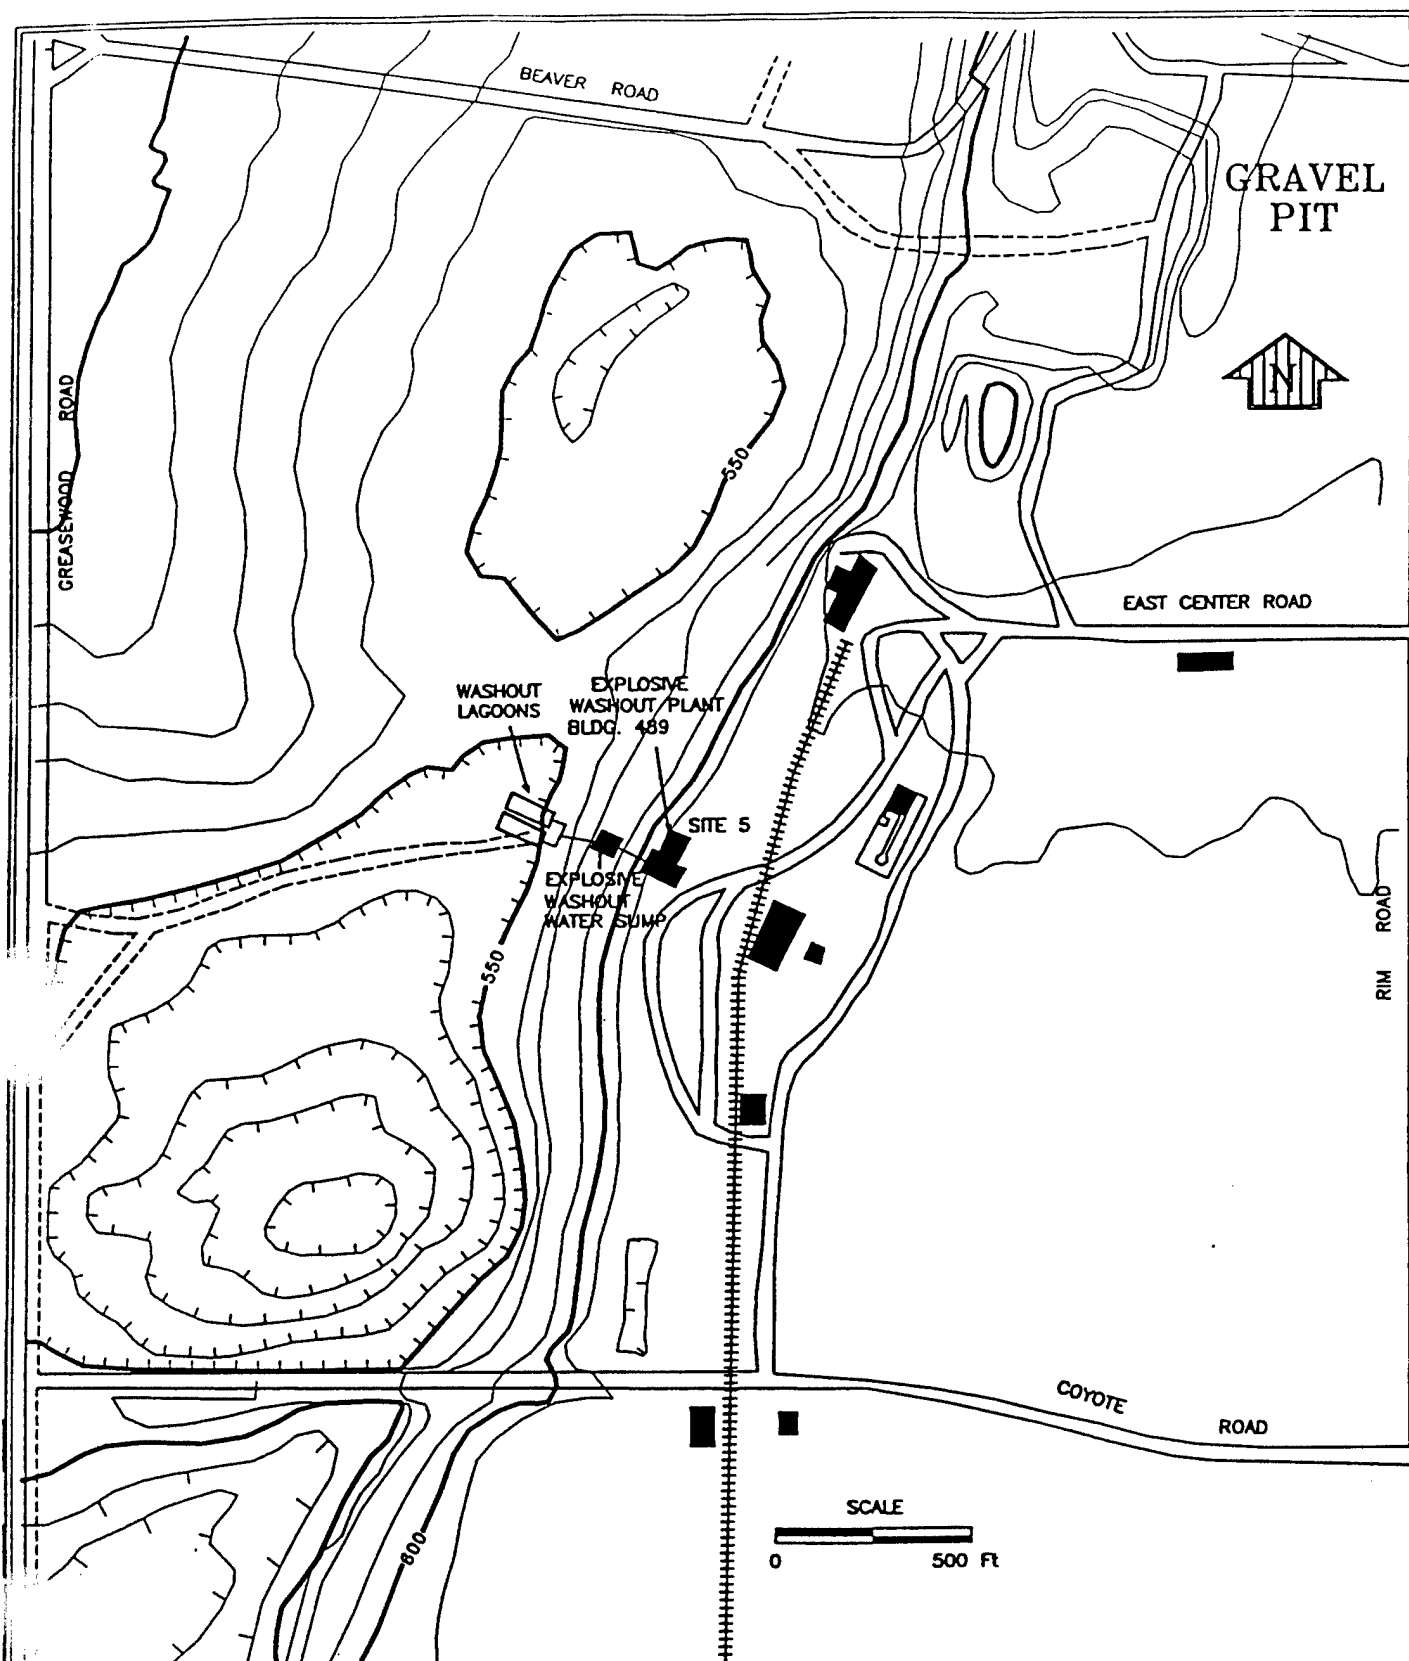 BEAVER ROAD
GRAVEL
PIT
N
GREASEWOOD ROAD
550
EAST CENTER ROAD
WASHOUT
LAGOONS
EXPLOSIVE
WASHOUT PLANT
BLDG. 489
SITE 5
EXPLOSIVE
WASHOUT
WATER SUMP
550
RIM ROAD
COYOTE ROAD
600
SCALE
0 500 Ft